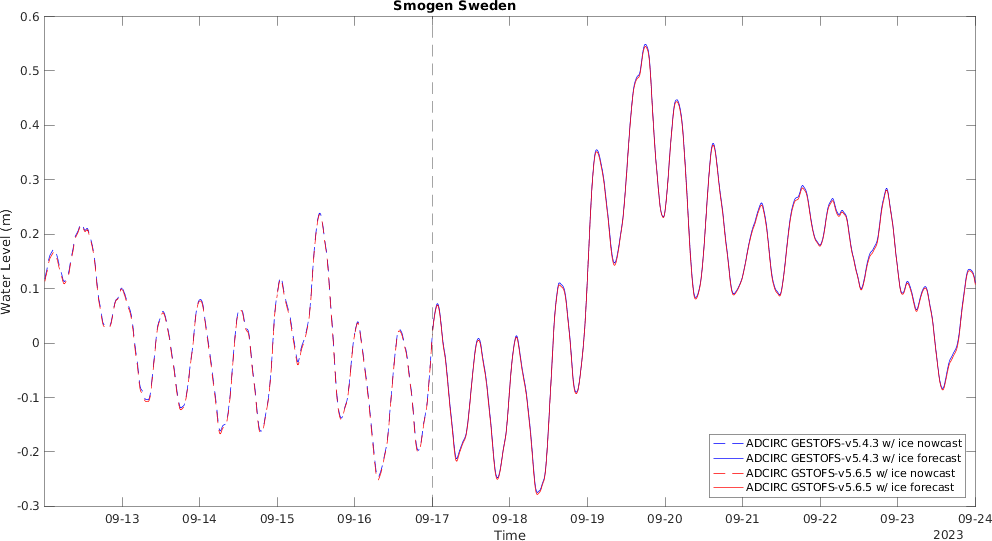 Smogen Sweden
Water Level (m)
0.6
0.5
0.4
0.3
0.2
0.1
0
-0.1
-0.2
-0.3
09-13 09-14 09-15 09-16 09-17 09-18 09-19 09-20 09-21 09-22 09-23 09-24
Time
2023
ADCIRC GESTOFS-v5.4.3 w/ ice nowcast
ADCIRC GESTOFS-v5.4.3 w/ ice forecast
ADCIRC GSTOFS-v5.6.5 w/ ice nowcast
ADCIRC GSTOFS-v5.6.5 w/ ice forecast